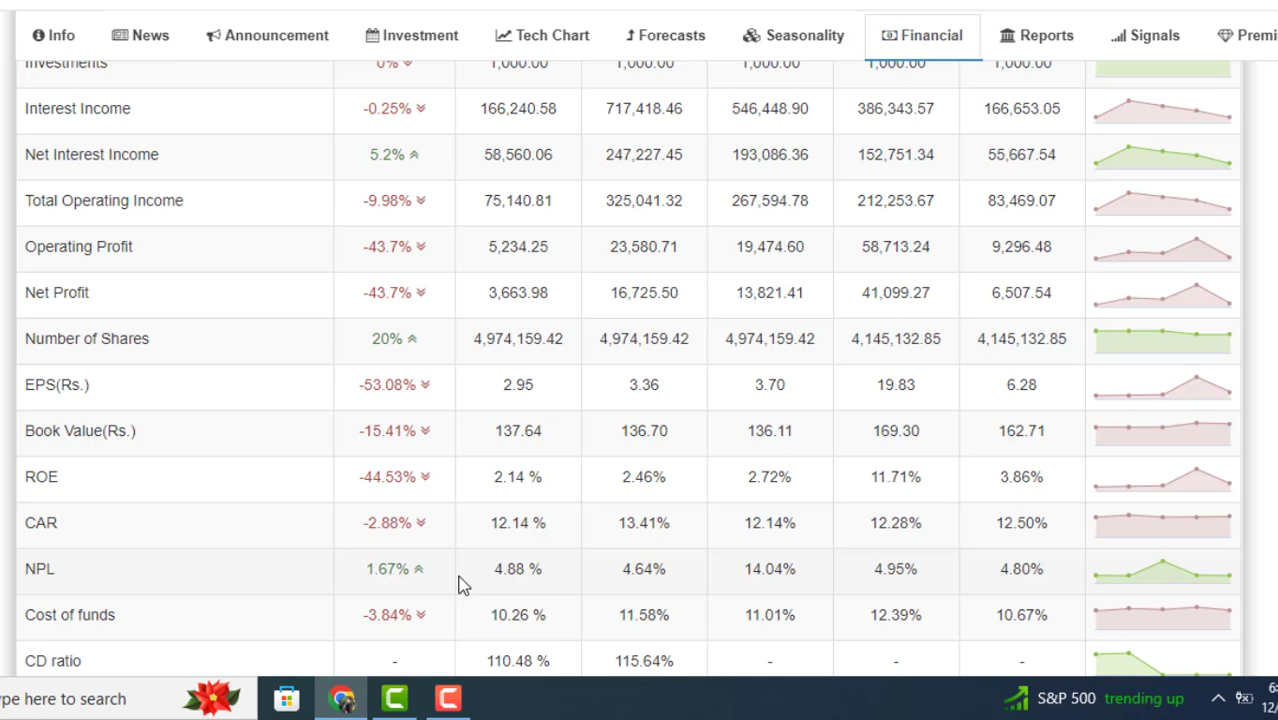 Info News Announcement Investment Tech Chart Forecasts Seasonality Financial Reports Signals Premi
Investments 0% 1,000.00 1,000.00 1,000.00 1,000.00 1,000.00
Interest Income -0.25% 166,240.58 717,418.46 546,448.90 386,343.57 166,653.05
Net Interest Income 5.2% 58,560.06 247,227.45 193,086.36 152,751.34 55,667.54
Total Operating Income -9.98% 75,140.81 325,041.32 267,594.78 212,253.67 83,469.07
Operating Profit -43.7% 5,234.25 23,580.71 19,474.60 58,713.24 9,296.48
Net Profit -43.7% 3,663.98 16,725.50 13,821.41 41,099.27 6,507.54
Number of Shares 20% 4,974,159.42 4,974,159.42 4,974,159.42 4,145,132.85 4,145,132.85
EPS(Rs.) -53.08% 2.95 3.36 3.70 19.83 6.28
Book Value(Rs.) -15.41% 137.64 136.70 136.11 169.30 162.71
ROE -44.53% 2.14 % 2.46% 2.72% 11.71% 3.86%
CAR -2.88% 12.14 % 13.41% 12.14% 12.28% 12.50%
NPL 1.67% 4.88 % 4.64% 14.04% 4.95% 4.80%
Cost of funds -3.84% 10.26 % 11.58% 11.01% 12.39% 10.67%
CD ratio - 110.48 % 115.64% - - -
ype here to search S&P 500 trending up 6:
12/